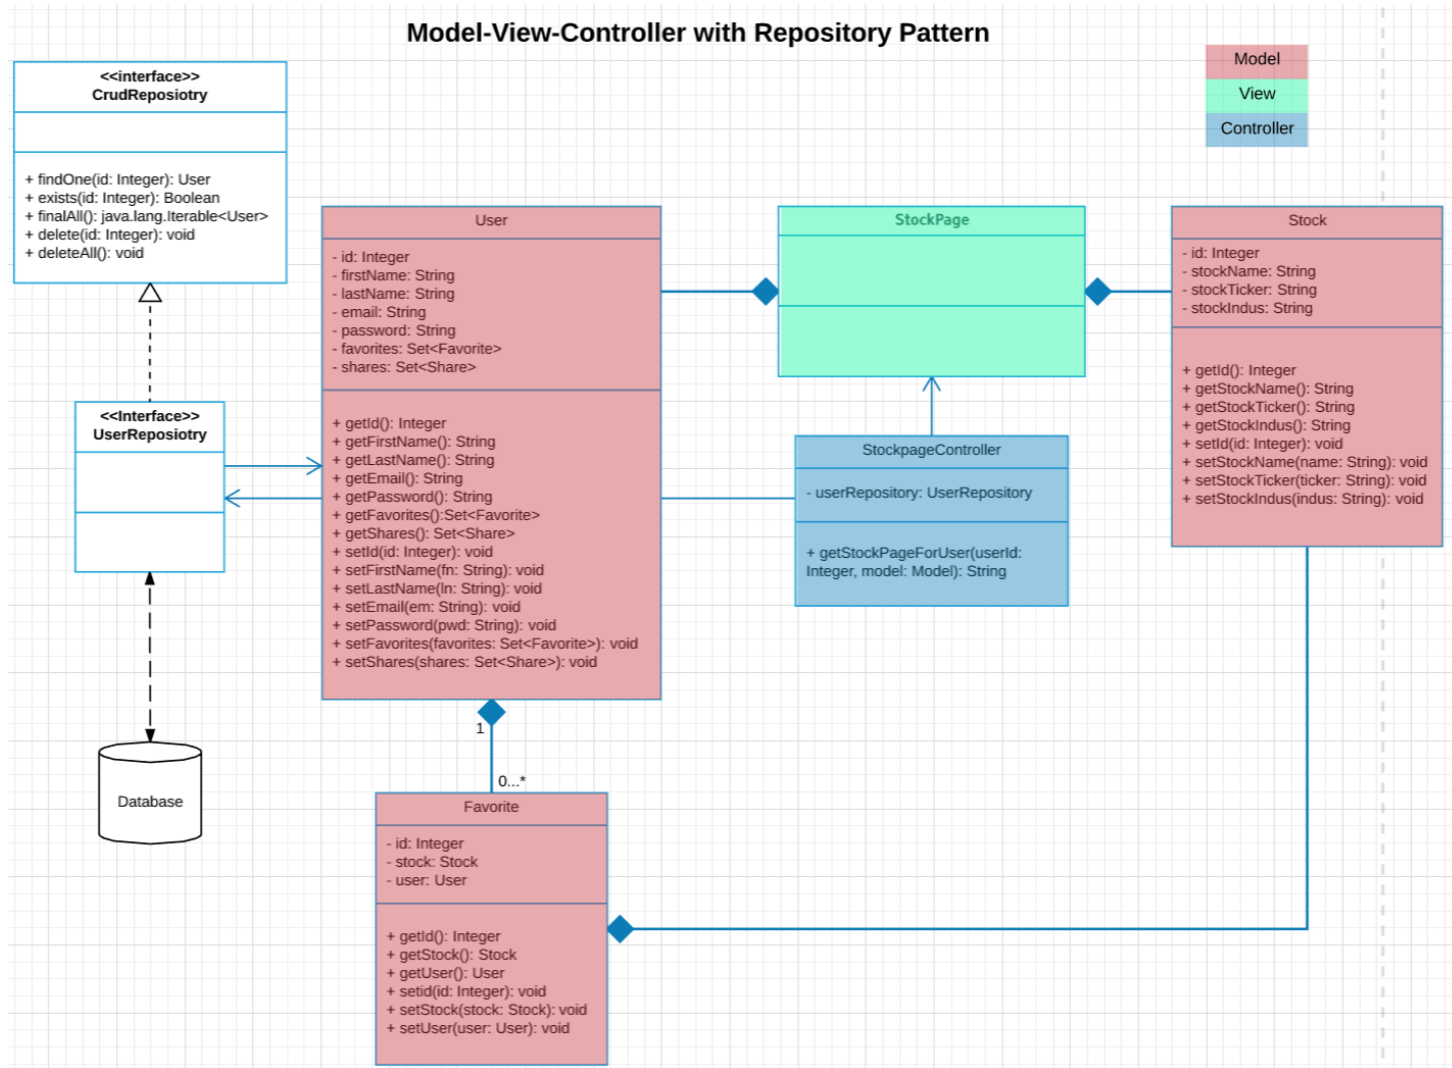 Model-View-Controller with Repository Pattern
Model
View
Controller
<<interface>>
CrudReposiotry
+ findOne(id: Integer): User
+ exists(id: Integer): Boolean
+ finalAll(): java.lang.Iterable<User>
+ delete(id: Integer): void
+ deleteAll(): void
<<Interface>>
UserReposiotry
Database
User
- id: Integer
- firstName: String
- lastName: String
- email: String
- password: String
- favorites: Set<Favorite>
- shares: Set<Share>
+ getId(): Integer
+ getFirstName(): String
+ getLastName(): String
+ getEmail(): String
+ getPassword(): String
+ getFavorites():Set<Favorite>
+ getShares(): Set<Share>
+ setId(id: Integer): void
+ setFirstName(fn: String): void
+ setLastName(ln: String): void
+ setEmail(em: String): void
+ setPassword(pwd: String): void
+ setFavorites(favorites: Set<Favorite>): void
+ setShares(shares: Set<Share>): void
1
0...*
Favorite
- id: Integer
- stock: Stock
- user: User
+ getId(): Integer
+ getStock(): Stock
+ getUser(): User
+ setid(id: Integer): void
+ setStock(stock: Stock): void
+ setUser(user: User): void
StockPage
StockpageController
- userRepository: UserRepository
+ getStockPageForUser(userId:
Integer, model: Model): String
Stock
- id: Integer
- stockName: String
- stockTicker: String
- stockIndus: String
+ getId(): Integer
+ getStockName(): String
+ getStockTicker(): String
+ getStockIndus(): String
+ setId(id: Integer): void
+ setStockName(name: String): void
+ setStockTicker(ticker: String): void
+ setStockIndus(indus: String): void